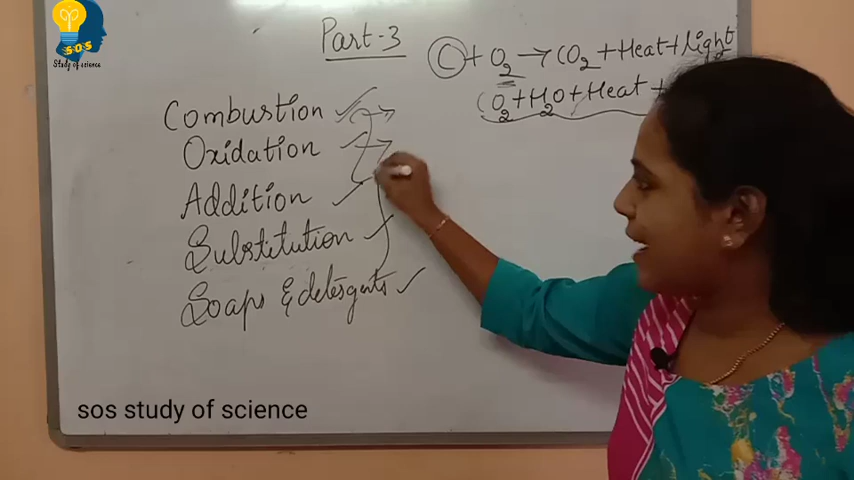 SOS
Study of science
Part-3
C + O2 → CO2 + Heat + light
CO2 + H2O + Heat +
Combustion
Oxidation
Addition
Substitution
Soaps & detergents
sos study of science